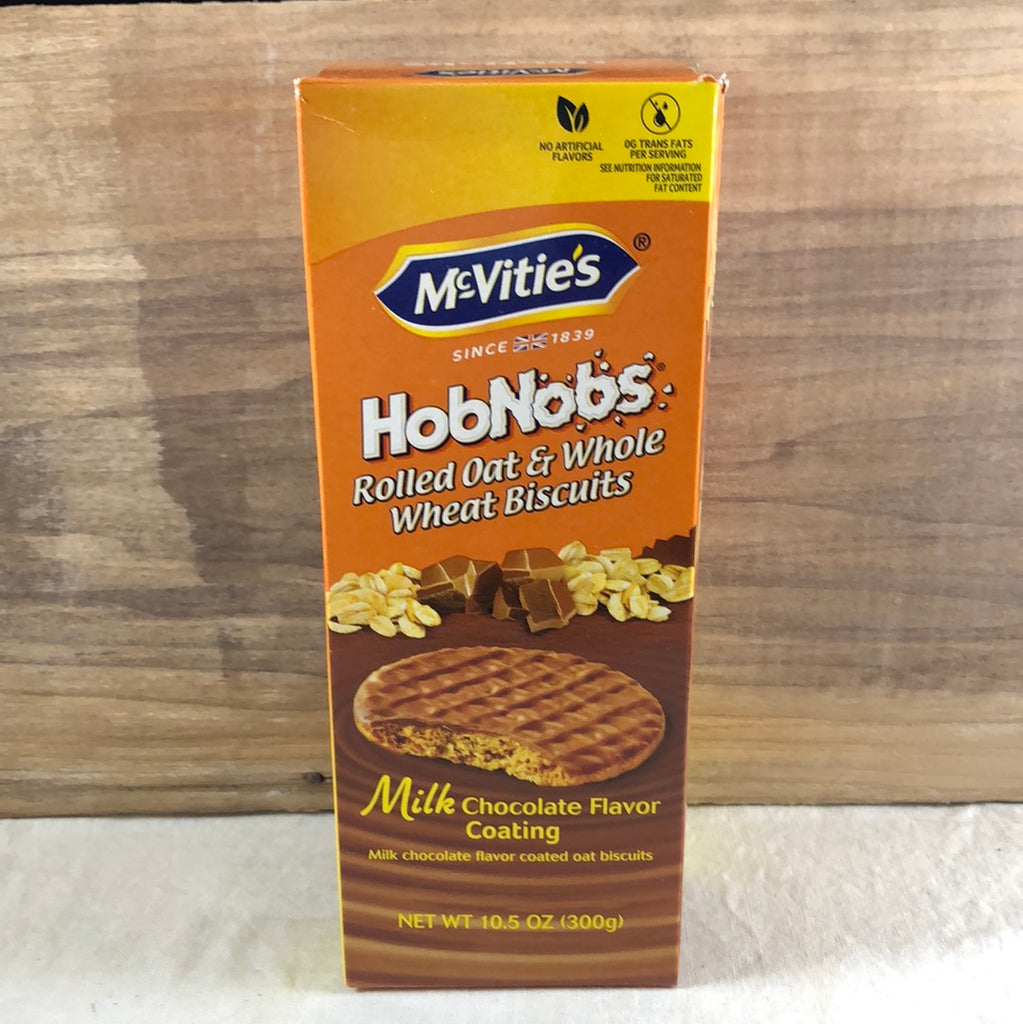 McVitie's
NO ARTIFICIAL
FLAVORS
0G TRANS FATS
PER SERVING
SEE NUTRITION INFORMATION
FOR SATURATED
FAT CONTENT
McVitie's ®
SINCE 1839
HobNobs®
Rolled Oat & Whole
Wheat Biscuits
Milk Chocolate Flavor
Coating
Milk chocolate flavor coated oat biscuits
NET WT 10.5 OZ (300g)